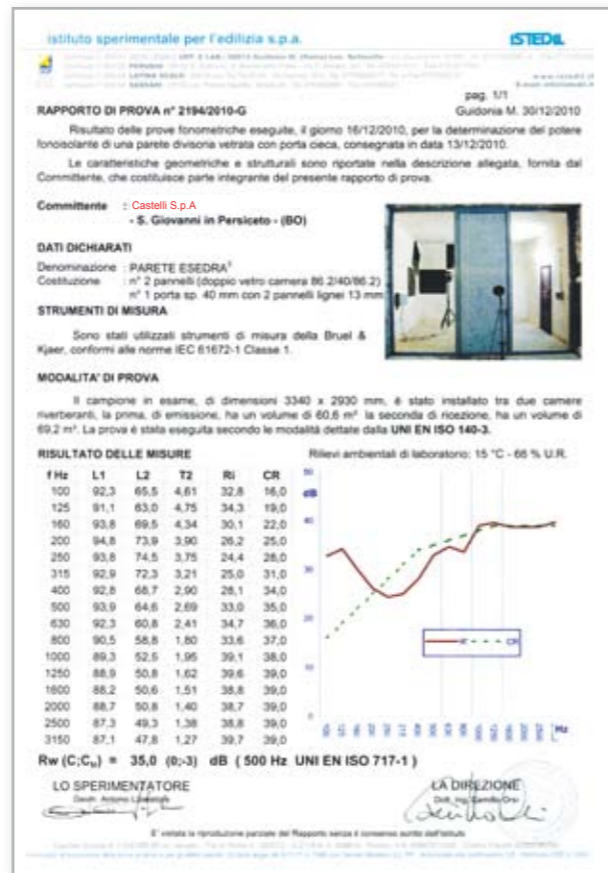 istituto sperimentale per l'edilizia s.p.a.
ISTEDIL
pag. 1/1
RAPPORTO DI PROVA n° 2194/2010-G
Guidonia M. 30/12/2010
Risultato delle prove fonometriche eseguite, il giorno 16/12/2010, per la determinazione del potere
fonoisolante di una parete divisoria vetrata con porta cieca, consegnata in data 13/12/2010.
Le caratteristiche geometriche e strutturali sono riportate nella descrizione allegata, fornita dal
Committente, che costituisce parte integrante del presente rapporto di prova.
Committente : Castelli S.p.A
- S. Giovanni in Persiceto - (BO)
DATI DICHIARATI
Denominazione : PARETE ESEDRA
Costituzione : n° 2 pannelli (doppio vetro camera 86.2/40/86.2)
n° 1 porta sp. 40 mm con 2 pannelli lignei 13 mm
STRUMENTI DI MISURA
Sono stati utilizzati strumenti di misura della Bruel &
Kjaer, conformi alle norme IEC 61672-1 Classe 1.
MODALITA' DI PROVA
Il campione in esame, di dimensioni 3340 x 2930 mm, é stato installato tra due camere
riverberanti, la prima, di emissione, ha un volume di 60,6 m³ la seconda di ricezione, ha un volume di
69,2 m³. La prova é stata eseguita secondo le modalità dettate dalla UNI EN ISO 140-3.
RISULTATO DELLE MISURE
Rilievi ambientali di laboratorio: 15 °C - 66 % U.R.
f Hz L1 L2 T2 Ri CR
100 92,3 65,5 4,61 32,8 16,0
125 91,1 63,0 4,75 34,3 19,0
160 93,8 69,5 4,34 30,1 22,0
200 94,8 73,9 3,90 26,2 25,0
250 93,8 74,5 3,75 24,4 28,0
315 92,9 72,3 3,21 25,0 31,0
400 92,8 68,7 2,90 28,1 34,0
500 93,9 64,6 2,69 33,0 35,0
630 92,3 60,8 2,41 34,7 36,0
800 90,5 58,8 1,80 33,6 37,0
1000 89,3 52,5 1,95 39,1 38,0
1250 88,9 50,8 1,62 39,6 39,0
1600 88,2 50,6 1,51 38,8 39,0
2000 88,7 50,8 1,40 38,7 39,0
2500 87,3 49,3 1,38 38,8 39,0
3150 87,1 47,8 1,27 39,7 39,0
50
dB
40
30
20
10
0
Hz
CR
Rw (C;Ctr) = 35,0 (0;-3) dB ( 500 Hz UNI EN ISO 717-1 )
LO SPERIMENTATORE
LA DIREZIONE
E' vietata la riproduzione parziale del Rapporto senza il consenso scritto dell'Istituto